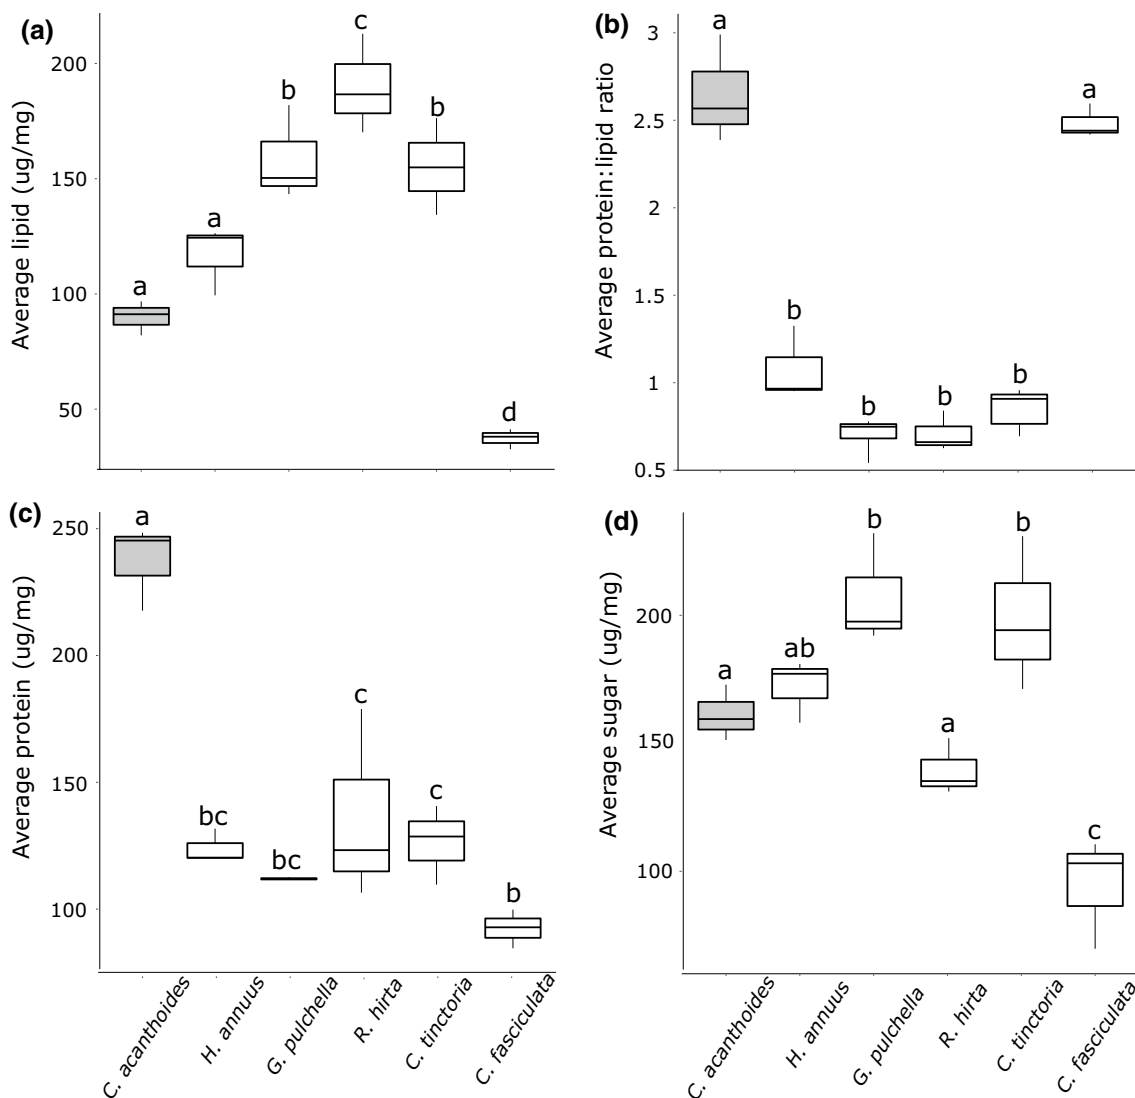 (a)
Average lipid (ug/mg)
200
150
100
50
a
a
b
c
b
d
(b)
Average protein:lipid ratio
3
2.5
2
1.5
1
0.5
a
b
b
b
b
a
(c)
Average protein (ug/mg)
250
200
150
100
a
bc
bc
c
c
b
C. acanthoides
H. annuus
G. pulchella
R. hirta
C. tinctoria
C. fasciculata
(d)
Average sugar (ug/mg)
200
150
100
a
ab
b
a
b
c
C. acanthoides
H. annuus
G. pulchella
R. hirta
C. tinctoria
C. fasciculata